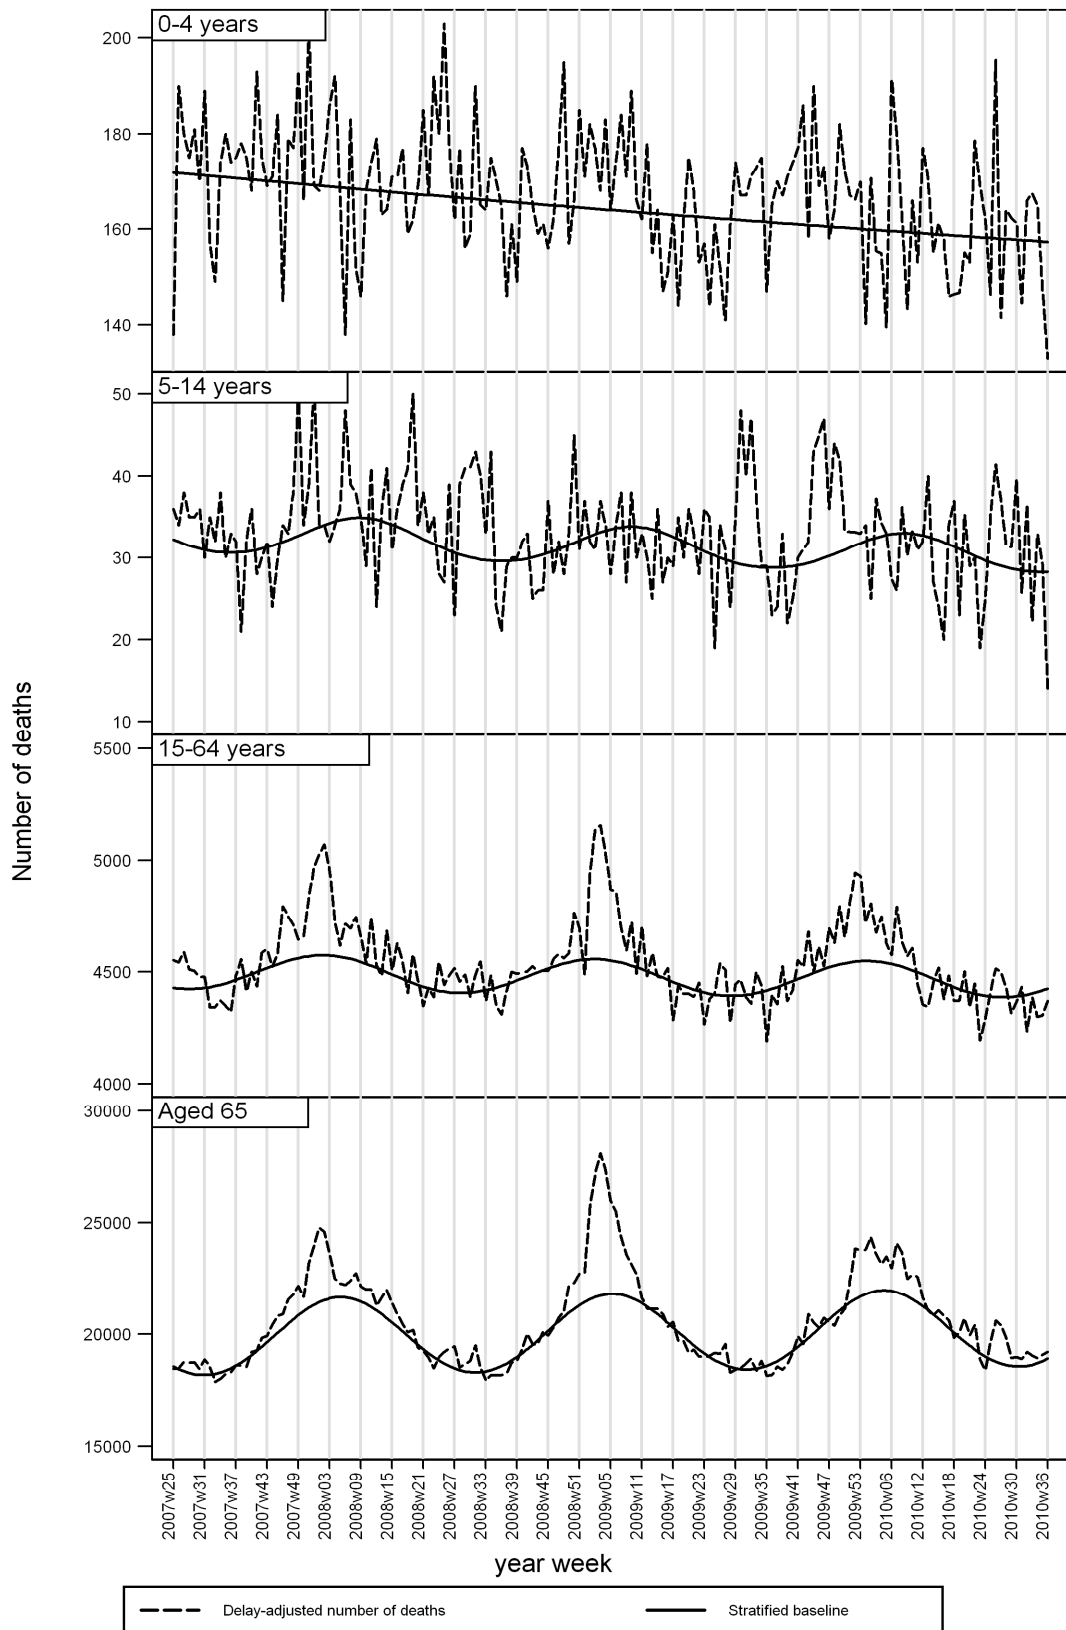 0-4 years
200
180
160
140
5-14 years
50
40
30
20
10
15-64 years
5500
5000
4500
4000
Aged 65
30000
25000
20000
15000
Number of deaths
2007w25 2007w31 2007w37 2007w43 2007w49 2008w03 2008w09 2008w15 2008w21 2008w27 2008w33 2008w39 2008w45 2008w51 2009w05 2009w11 2009w17 2009w23 2009w29 2009w35 2009w41 2009w47 2009w53 2010w06 2010w12 2010w18 2010w24 2010w30 2010w36
year week
Delay-adjusted number of deaths Stratified baseline